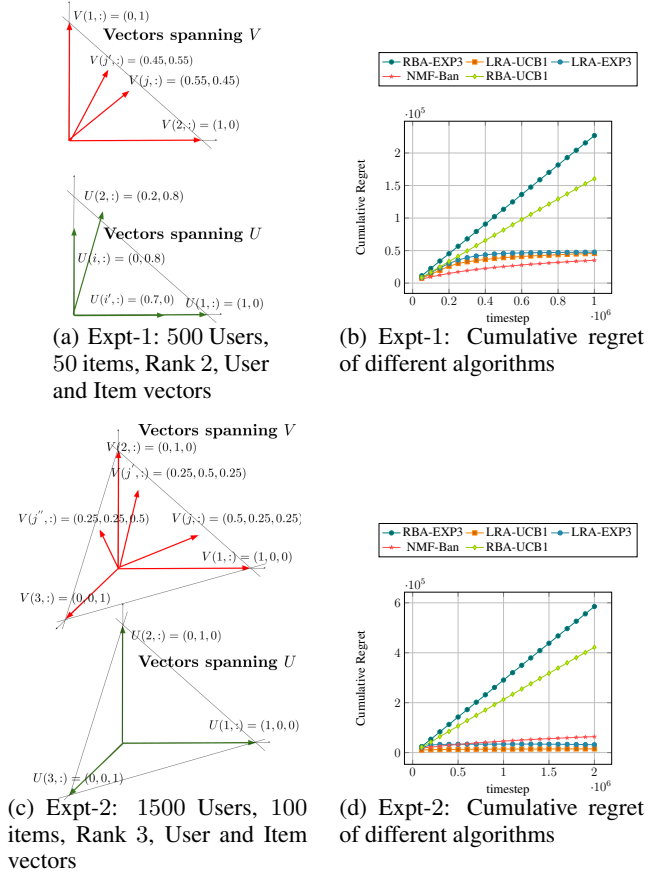 V(1,:) = (0,1)
Vectors spanning V
V(j′,:) = (0.45,0.55)
V(j,:) = (0.55,0.45)
V(2,:) = (1,0)
U(2,:) = (0.2,0.8)
Vectors spanning U
U(i,:) = (0,0.8)
U(i′,:) = (0.7,0)
U(1,:) = (1,0)
(a) Expt-1: 500 Users,
50 items, Rank 2, User
and Item vectors
RBA-EXP3 LRA-UCB1 LRA-EXP3
NMF-Ban RBA-UCB1
·10^5
Cumulative Regret
2
1.5
1
0.5
0
0 0.2 0.4 0.6 0.8 1
timestep ·10^6
(b) Expt-1: Cumulative regret
of different algorithms
Vectors spanning V
V(2,:) = (0,1,0)
V(j′,:) = (0.25,0.5,0.25)
V(j″,:) = (0.25,0.25,0.5)
V(j,:) = (0.5,0.25,0.25)
V(1,:) = (1,0,0)
V(3,:) = (0,0,1)
U(2,:) = (0,1,0)
Vectors spanning U
U(1,:) = (1,0,0)
U(3,:) = (0,0,1)
(c) Expt-2: 1500 Users, 100
items, Rank 3, User and Item
vectors
RBA-EXP3 LRA-UCB1 LRA-EXP3
NMF-Ban RBA-UCB1
·10^5
Cumulative Regret
6
4
2
0
0 0.5 1 1.5 2
timestep ·10^6
(d) Expt-2: Cumulative regret
of different algorithms